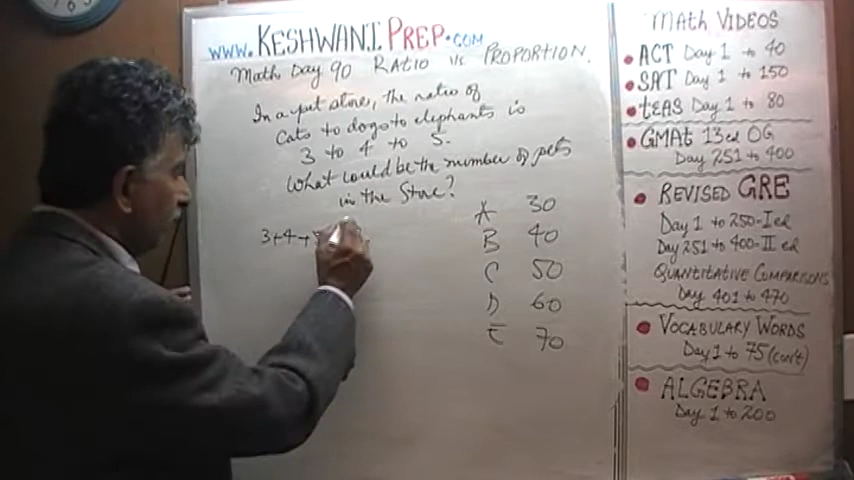 www.KESHWANI PREP.COM
Math Day 90 RATIO vs PROPORTION.
In a pet store, the ratio of
cats to dogs to elephants is
3 to 4 to 5.
What could be the number of pets
in the Store?
3+4+
A 30
B 40
C 50
D 60
E 70
Math VIDEOS
ACT Day 1 to 40
SAT Day 1 to 150
tEAS Day 1 to 80
GMAt 13ed OG
Day 251 to 400
REVISED GRE
Day 1 to 250-I ed
Day 251 to 400-II ed
QUANTITATIVE COMPARISONS
Day 401 to 470
VOCABULARY WORDS
Day 1 to 75 (con't)
ALGEBRA
Day 1 to 200